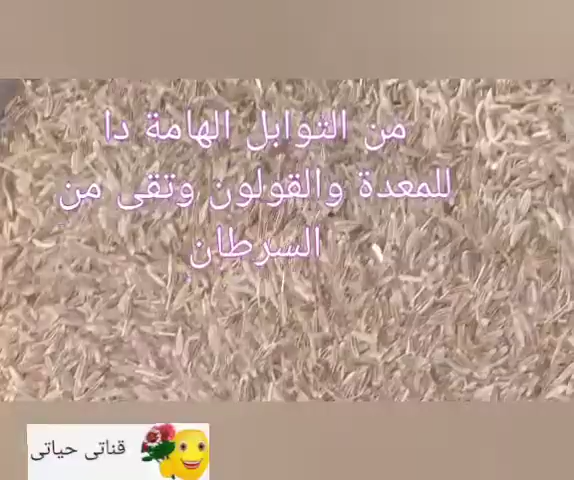 من التوابل الهامة دا
للمعدة والقولون وتقى من
السرطان
قناتى حياتى